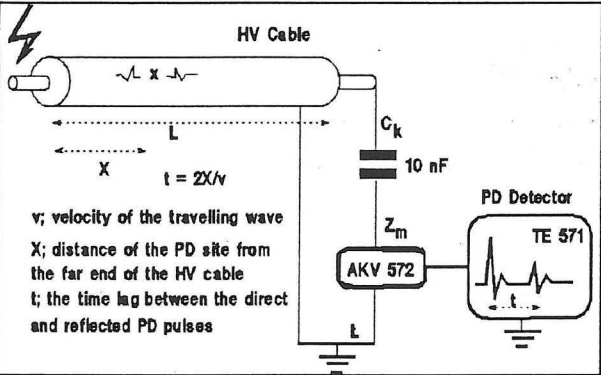 HV Cable
X
L
X
t = 2X/v
C_k
10 nF
v; velocity of the travelling wave
X; distance of the PD site from
the far end of the HV cable
t; the time lag between the direct
and reflected PD pulses
Z_m
AKV 572
Ł
PD Detector
TE 571
t